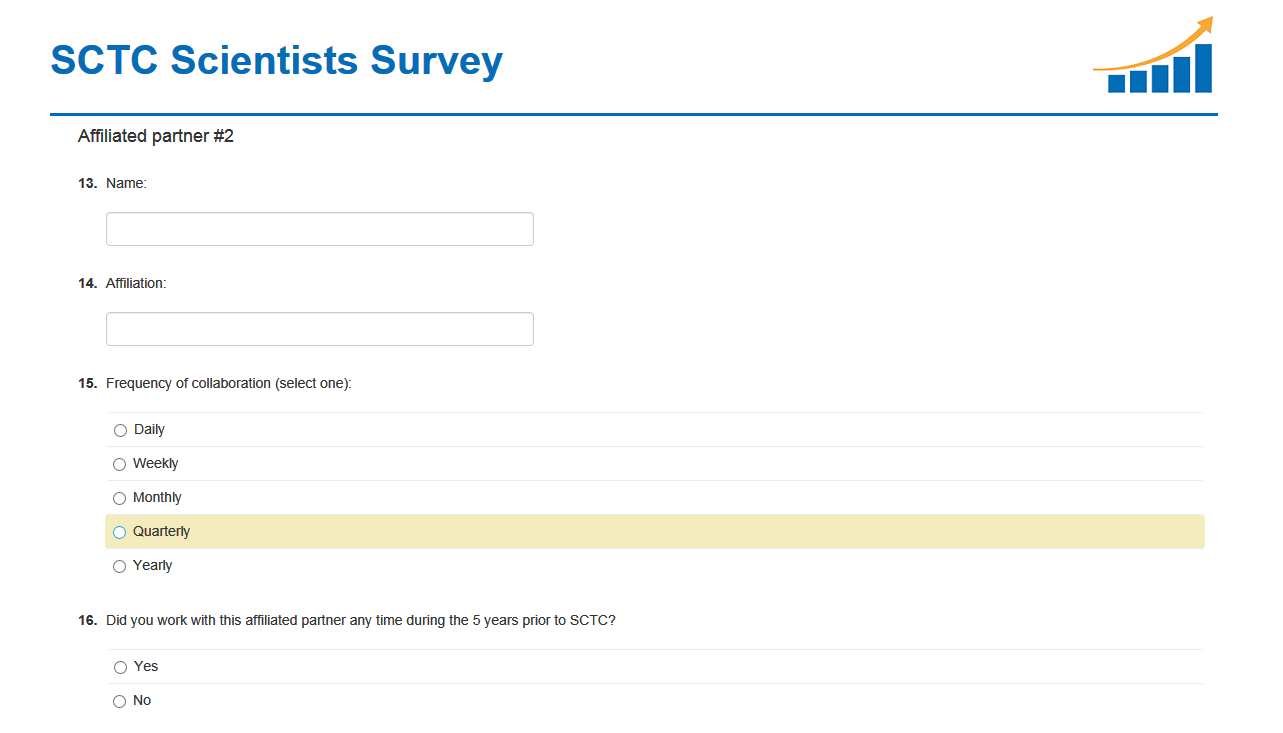 SCTC Scientists Survey
Affiliated partner #2
13. Name:
14. Affiliation:
15. Frequency of collaboration (select one):
Daily
Weekly
Monthly
Quarterly
Yearly
16. Did you work with this affiliated partner any time during the 5 years prior to SCTC?
Yes
No